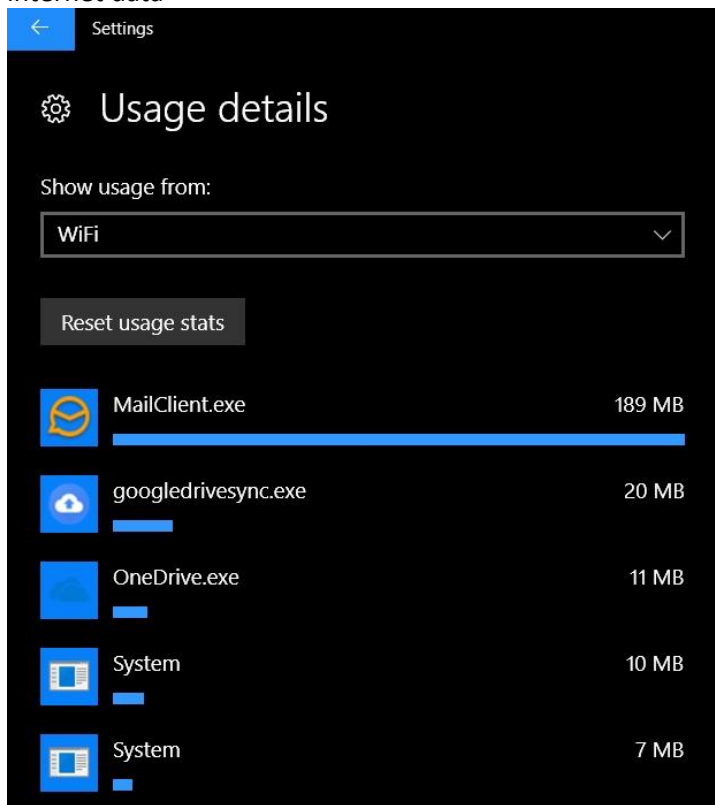 Settings
Usage details
Show usage from:
WiFi
Reset usage stats
MailClient.exe 189 MB
googledrivesync.exe 20 MB
OneDrive.exe 11 MB
System 10 MB
System 7 MB